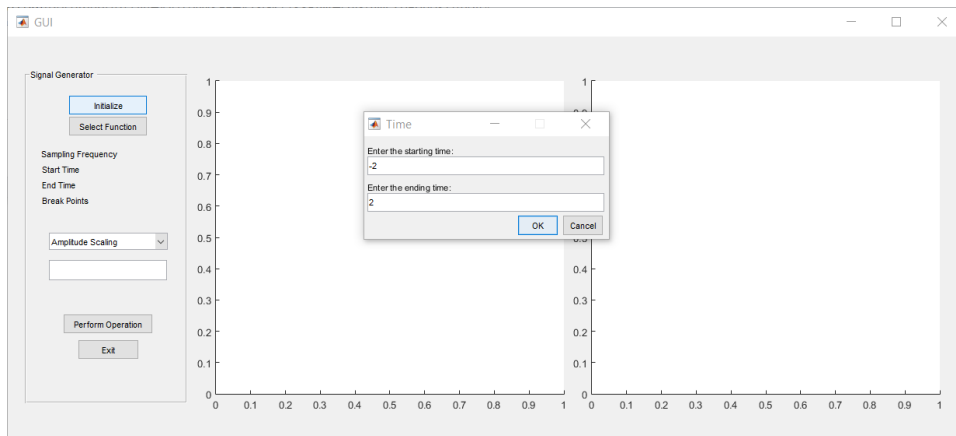 GUI
Signal Generator
Initialize
Select Function
Sampling Frequency
Start Time
End Time
Break Points
Amplitude Scaling
Perform Operation
Exit
1
0.9
0.8
0.7
0.6
0.5
0.4
0.3
0.2
0.1
0
0 0.1 0.2 0.3 0.4 0.5 0.6 0.7 0.8 0.9 1
Time
Enter the starting time:
-2
Enter the ending time:
2
OK Cancel
1
0.4
0.3
0.2
0.1
0
0 0.1 0.2 0.3 0.4 0.5 0.6 0.7 0.8 0.9 1